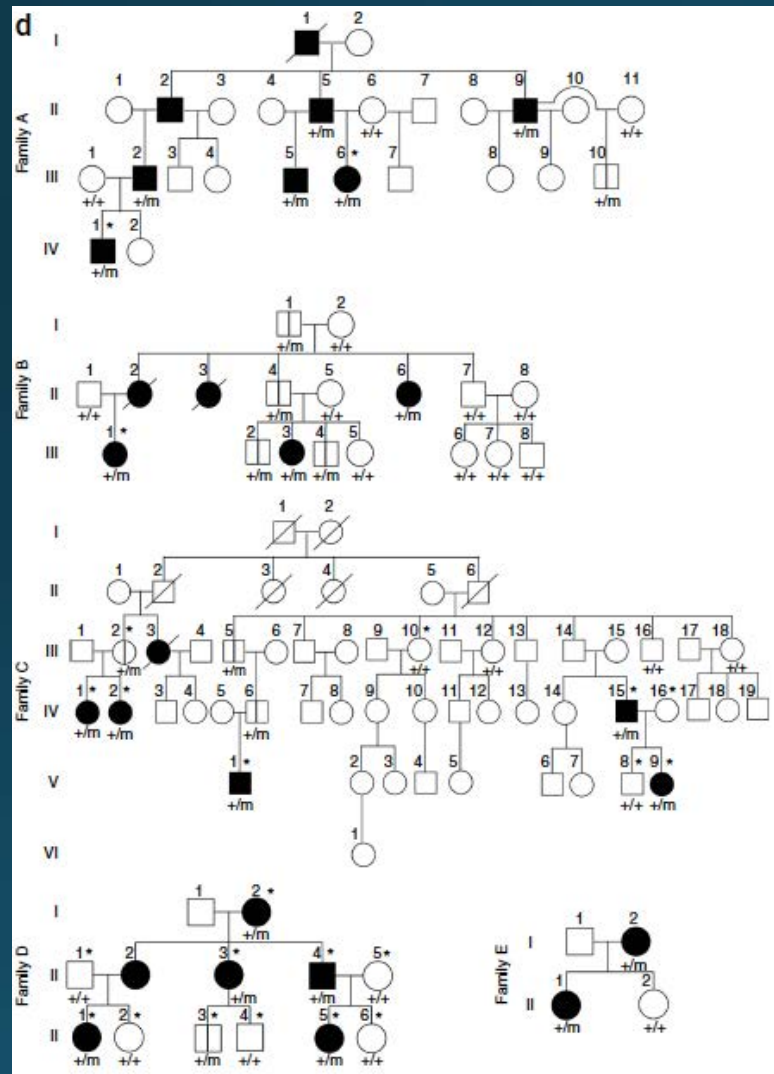 d
1 2
I
1 2 3 4 5 6 7 8 9 10 11
II
+/m +/+ +/m +/+
Family A
1 2 3 4 5 6 * 7 8 9 10
III
+/+ +/m +/m +/m
1 * 2
IV
+/m
1 2
I
+/m +/+
1 2 3 4 5 6 7 8
II
+/+ +/m +/+ +/m +/+ +/+
Family B
1 * 2 3 4 5 6 7 8
III
+/m +/m +/m +/m +/+ +/+ +/+ +/+
1 2
I
1 2 3 4 5 6
II
1 2 * 3 4 5 6 7 8 9 10 * 11 12 13 14 15 16 17 18
III
+/m +/m +/+ +/+ +/+ +/+
Family C
1 * 2 * 3 4 5 6 7 8 9 10 11 12 13 14 15 * 16 *
17 18 19
IV
+/m +/m +/m +/m
1 * 2 3 4 5 6 7 8 * 9 *
V
+/m +/+ +/m
1
VI
1 2 *
I
+/m
1 * 2 3 * 4 * 5 *
II
+/+ +/m +/m +/+
Family D
1 * 2 * 3 * 4 * 5 * 6 *
II
+/m +/+ +/m +/+ +/m +/+
1 2
I
+/m
Family E
1 2
II
+/m +/+